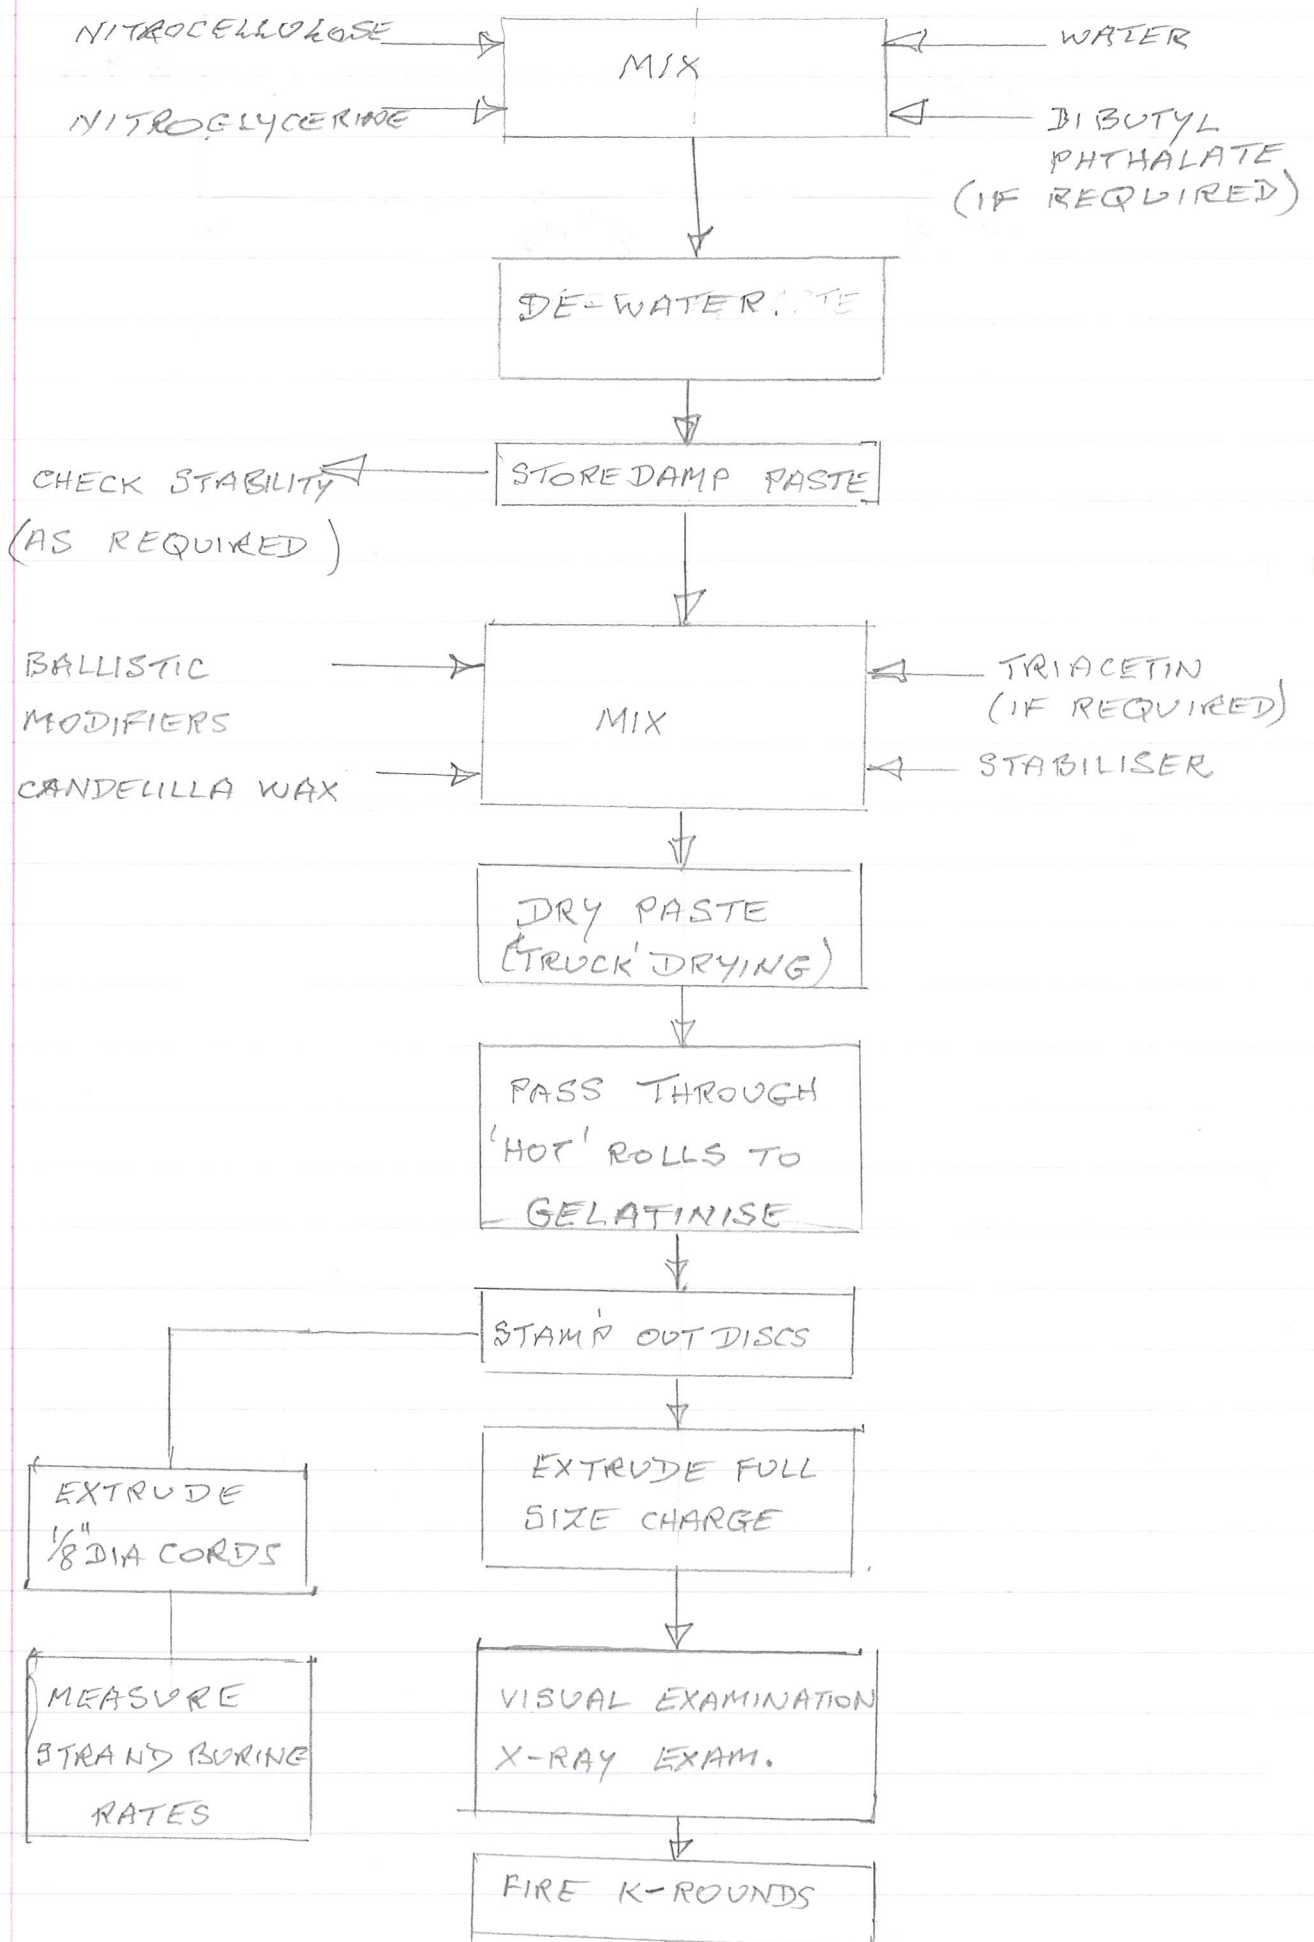 NITROCELLULOSE
NITROGLYCERINE
MIX
WATER
DIBUTYL
PHTHALATE
(IF REQUIRED)
DE-WATER.
STORE DAMP PASTE
CHECK STABILITY
(AS REQUIRED)
BALLISTIC
MODIFIERS
CANDELILLA WAX
MIX
TRIACETIN
(IF REQUIRED)
STABILISER
DRY PASTE
('TRUCK' DRYING)
PASS THROUGH
'HOT' ROLLS TO
GELATINISE
STAMP OUT DISCS
EXTRUDE
1/8" DIA CORDS
EXTRUDE FULL
SIZE CHARGE
MEASURE
STRAND BURING
RATES
VISUAL EXAMINATION
X-RAY EXAM.
FIRE K-ROUNDS